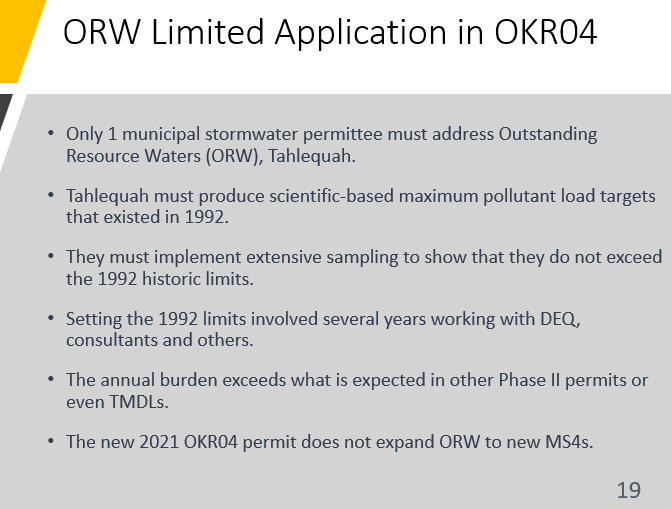 ORW Limited Application in OKR04
• Only 1 municipal stormwater permittee must address Outstanding
Resource Waters (ORW), Tahlequah.
• Tahlequah must produce scientific-based maximum pollutant load targets
that existed in 1992.
• They must implement extensive sampling to show that they do not exceed
the 1992 historic limits.
• Setting the 1992 limits involved several years working with DEQ,
consultants and others.
• The annual burden exceeds what is expected in other Phase II permits or
even TMDLs.
• The new 2021 OKR04 permit does not expand ORW to new MS4s.
19